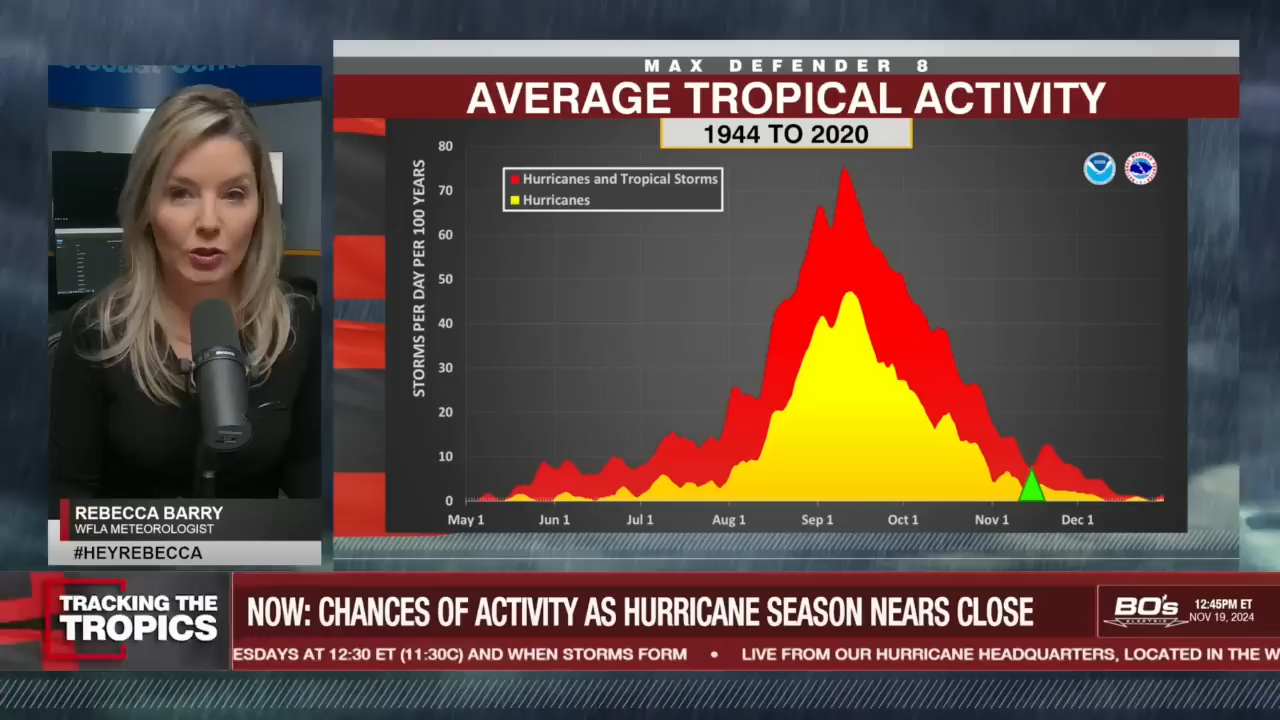 MAX DEFENDER 8
AVERAGE TROPICAL ACTIVITY
1944 TO 2020
Hurricanes and Tropical Storms
Hurricanes
STORMS PER DAY PER 100 YEARS
80
70
60
50
40
30
20
10
0
May 1 Jun 1 Jul 1 Aug 1 Sep 1 Oct 1 Nov 1 Dec 1
REBECCA BARRY
WFLA METEOROLOGIST
#HEYREBECCA
TRACKING THE
TROPICS
NOW: CHANCES OF ACTIVITY AS HURRICANE SEASON NEARS CLOSE
BO's
ELECTRIC
12:45PM ET
NOV 19, 2024
ESDAYS AT 12:30 ET (11:30C) AND WHEN STORMS FORM • LIVE FROM OUR HURRICANE HEADQUARTERS, LOCATED IN THE W